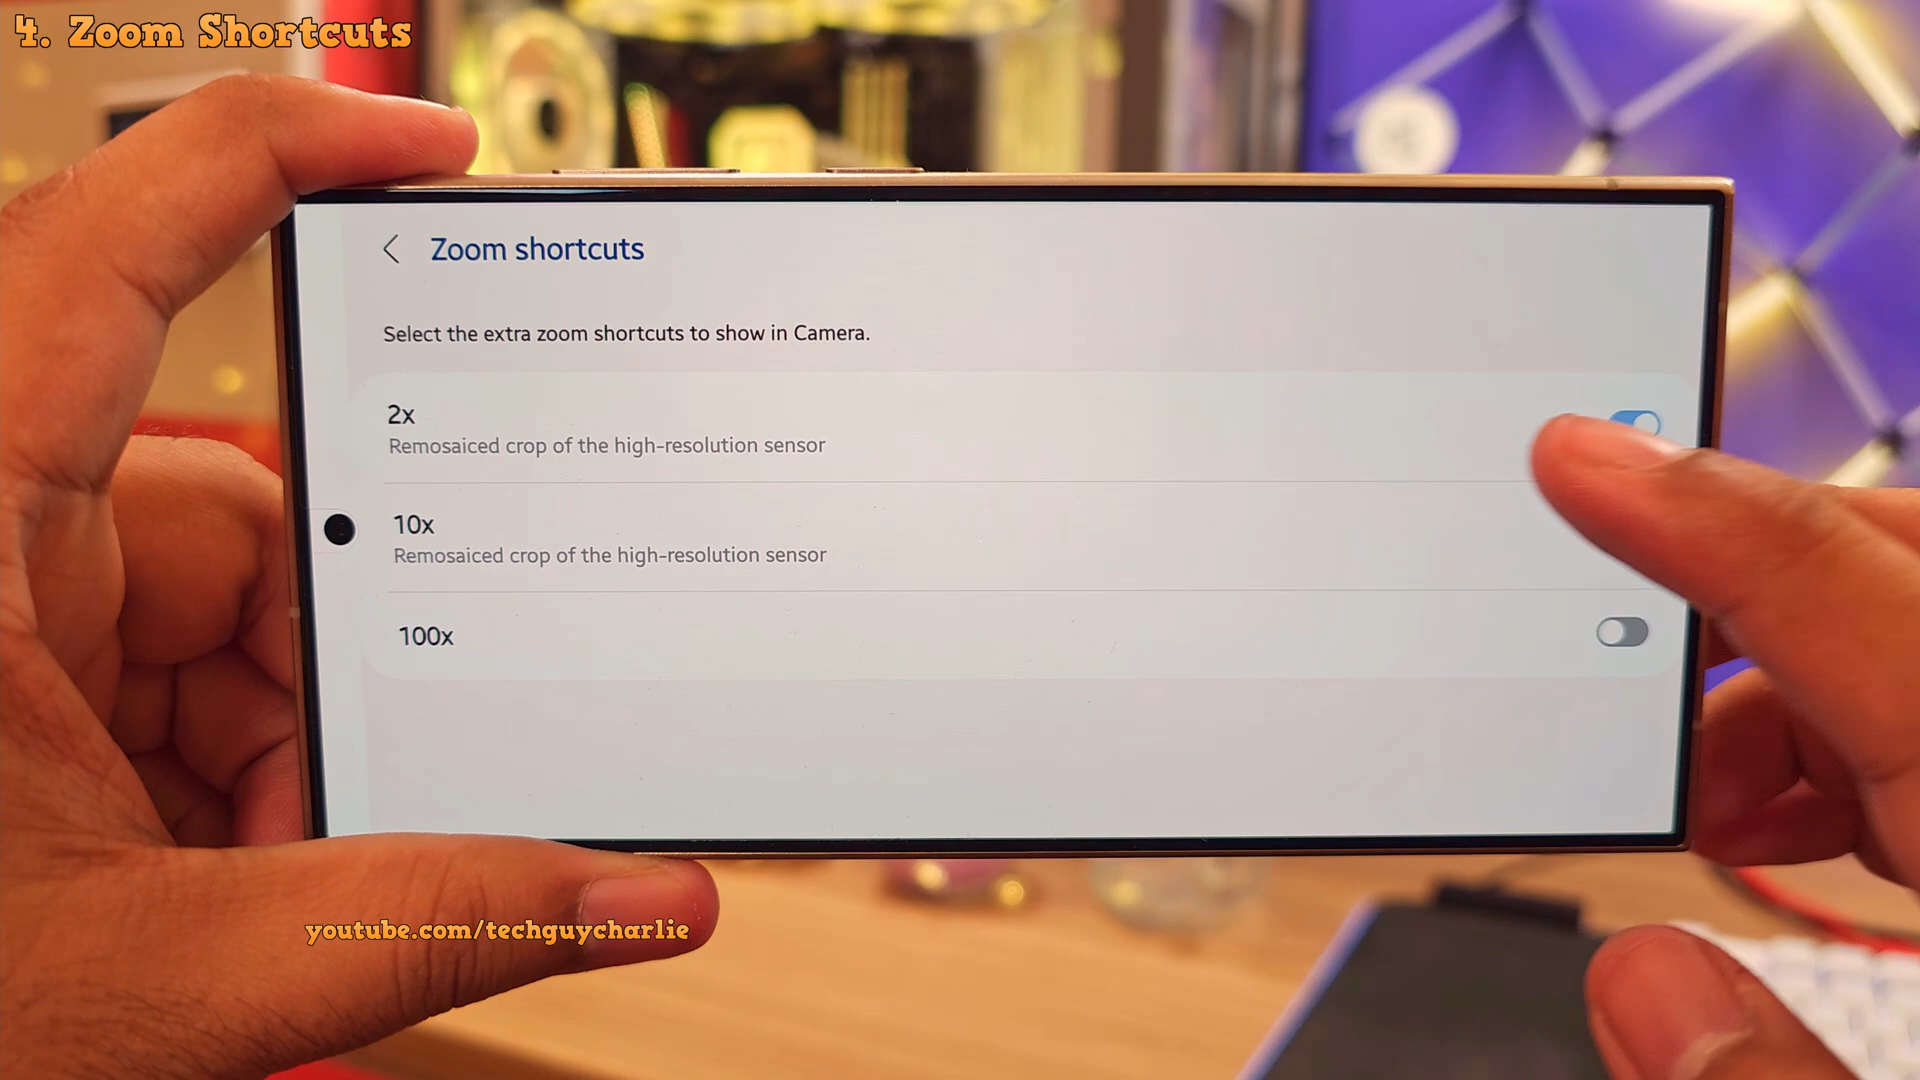 4. Zoom Shortcuts
Zoom shortcuts
Select the extra zoom shortcuts to show in Camera.
2x
Remosaiced crop of the high-resolution sensor
10x
Remosaiced crop of the high-resolution sensor
100x
youtube.com/techguycharlie